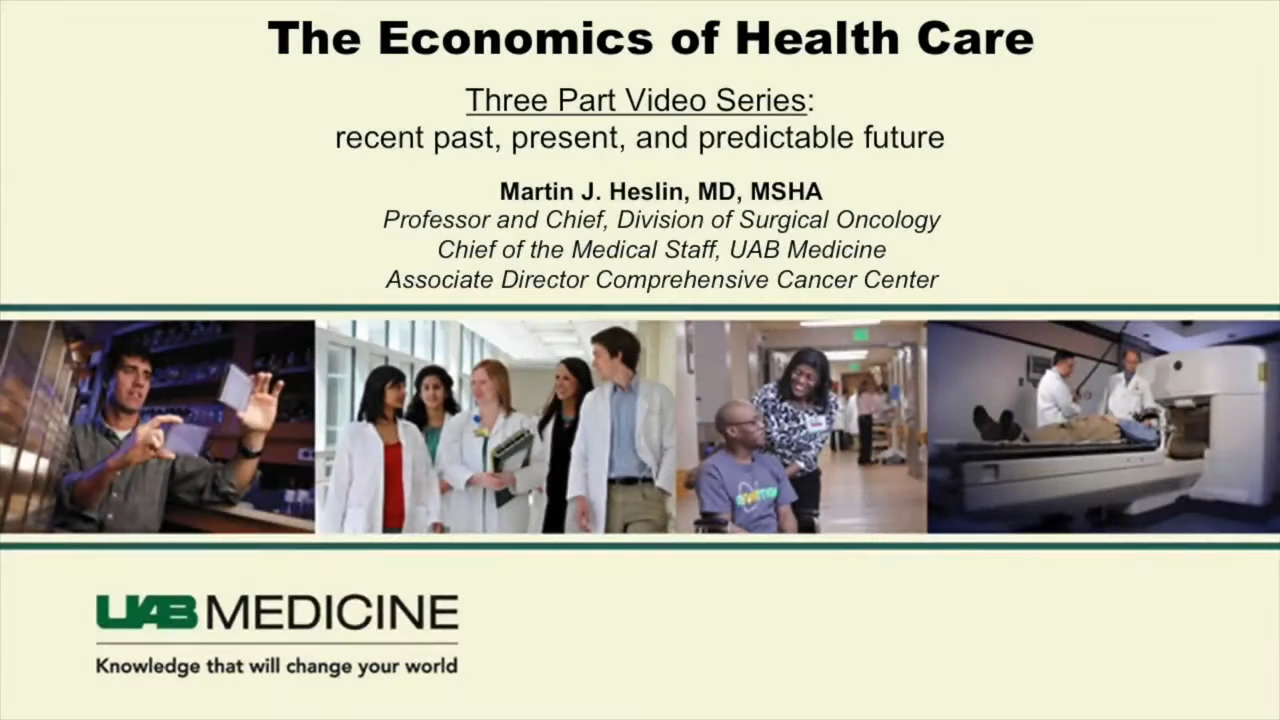 The Economics of Health Care
Three Part Video Series:
recent past, present, and predictable future
Martin J. Heslin, MD, MSHA
Professor and Chief, Division of Surgical Oncology
Chief of the Medical Staff, UAB Medicine
Associate Director Comprehensive Cancer Center
UAB MEDICINE
Knowledge that will change your world